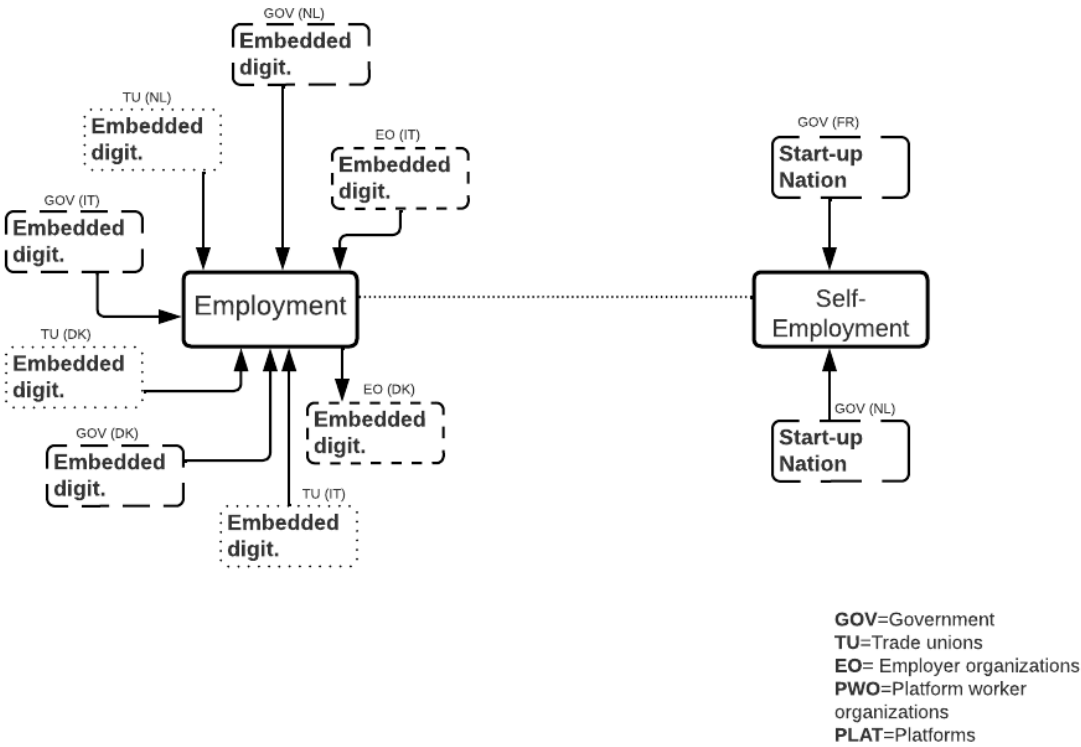 GOV (NL)
Embedded
digit.
TU (NL)
Embedded
digit.
EO (IT)
Embedded
digit.
GOV (IT)
Embedded
digit.
Employment
TU (DK)
Embedded
digit.
EO (DK)
Embedded
digit.
GOV (DK)
Embedded
digit.
TU (IT)
Embedded
digit.
GOV (FR)
Start-up
Nation
Self-
Employment
GOV (NL)
Start-up
Nation
GOV=Government
TU=Trade unions
EO= Employer organizations
PWO=Platform worker
organizations
PLAT=Platforms